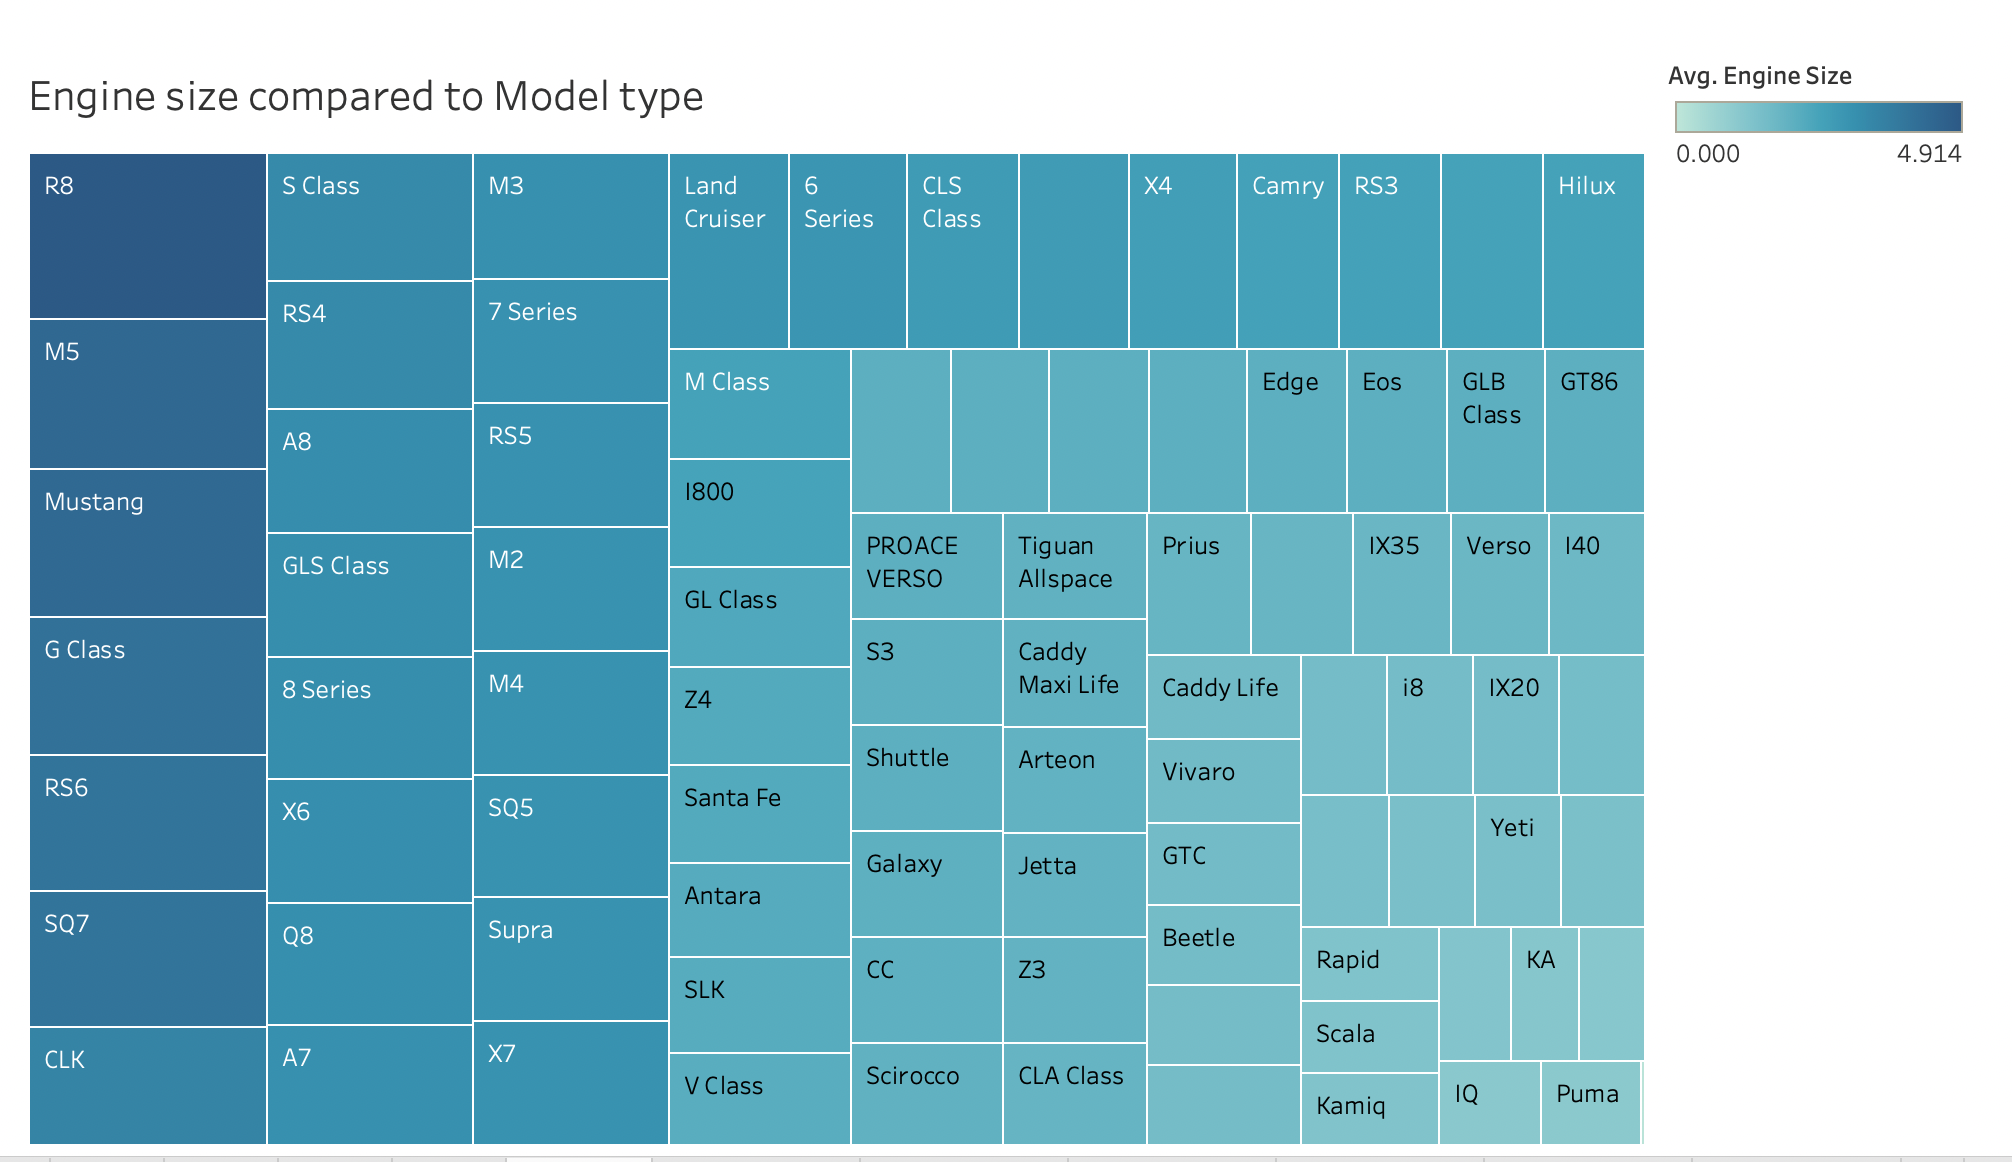 Engine size compared to Model type
Avg. Engine Size
0.000 4.914
R8
M5
Mustang
G Class
RS6
SQ7
CLK
S Class
RS4
A8
GLS Class
8 Series
X6
Q8
A7
M3
7 Series
RS5
M2
M4
SQ5
Supra
X7
Land
Cruiser
6
Series
CLS
Class
X4
Camry
RS3
Hilux
M Class
I800
GL Class
Z4
Santa Fe
Antara
SLK
V Class
Edge
Eos
GLB
Class
GT86
PROACE
VERSO
S3
Shuttle
Galaxy
CC
Scirocco
Tiguan
Allspace
Caddy
Maxi Life
Arteon
Jetta
Z3
CLA Class
Prius
IX35
Verso
I40
Caddy Life
Vivaro
GTC
Beetle
i8
IX20
Yeti
Rapid
Scala
Kamiq
KA
IQ
Puma